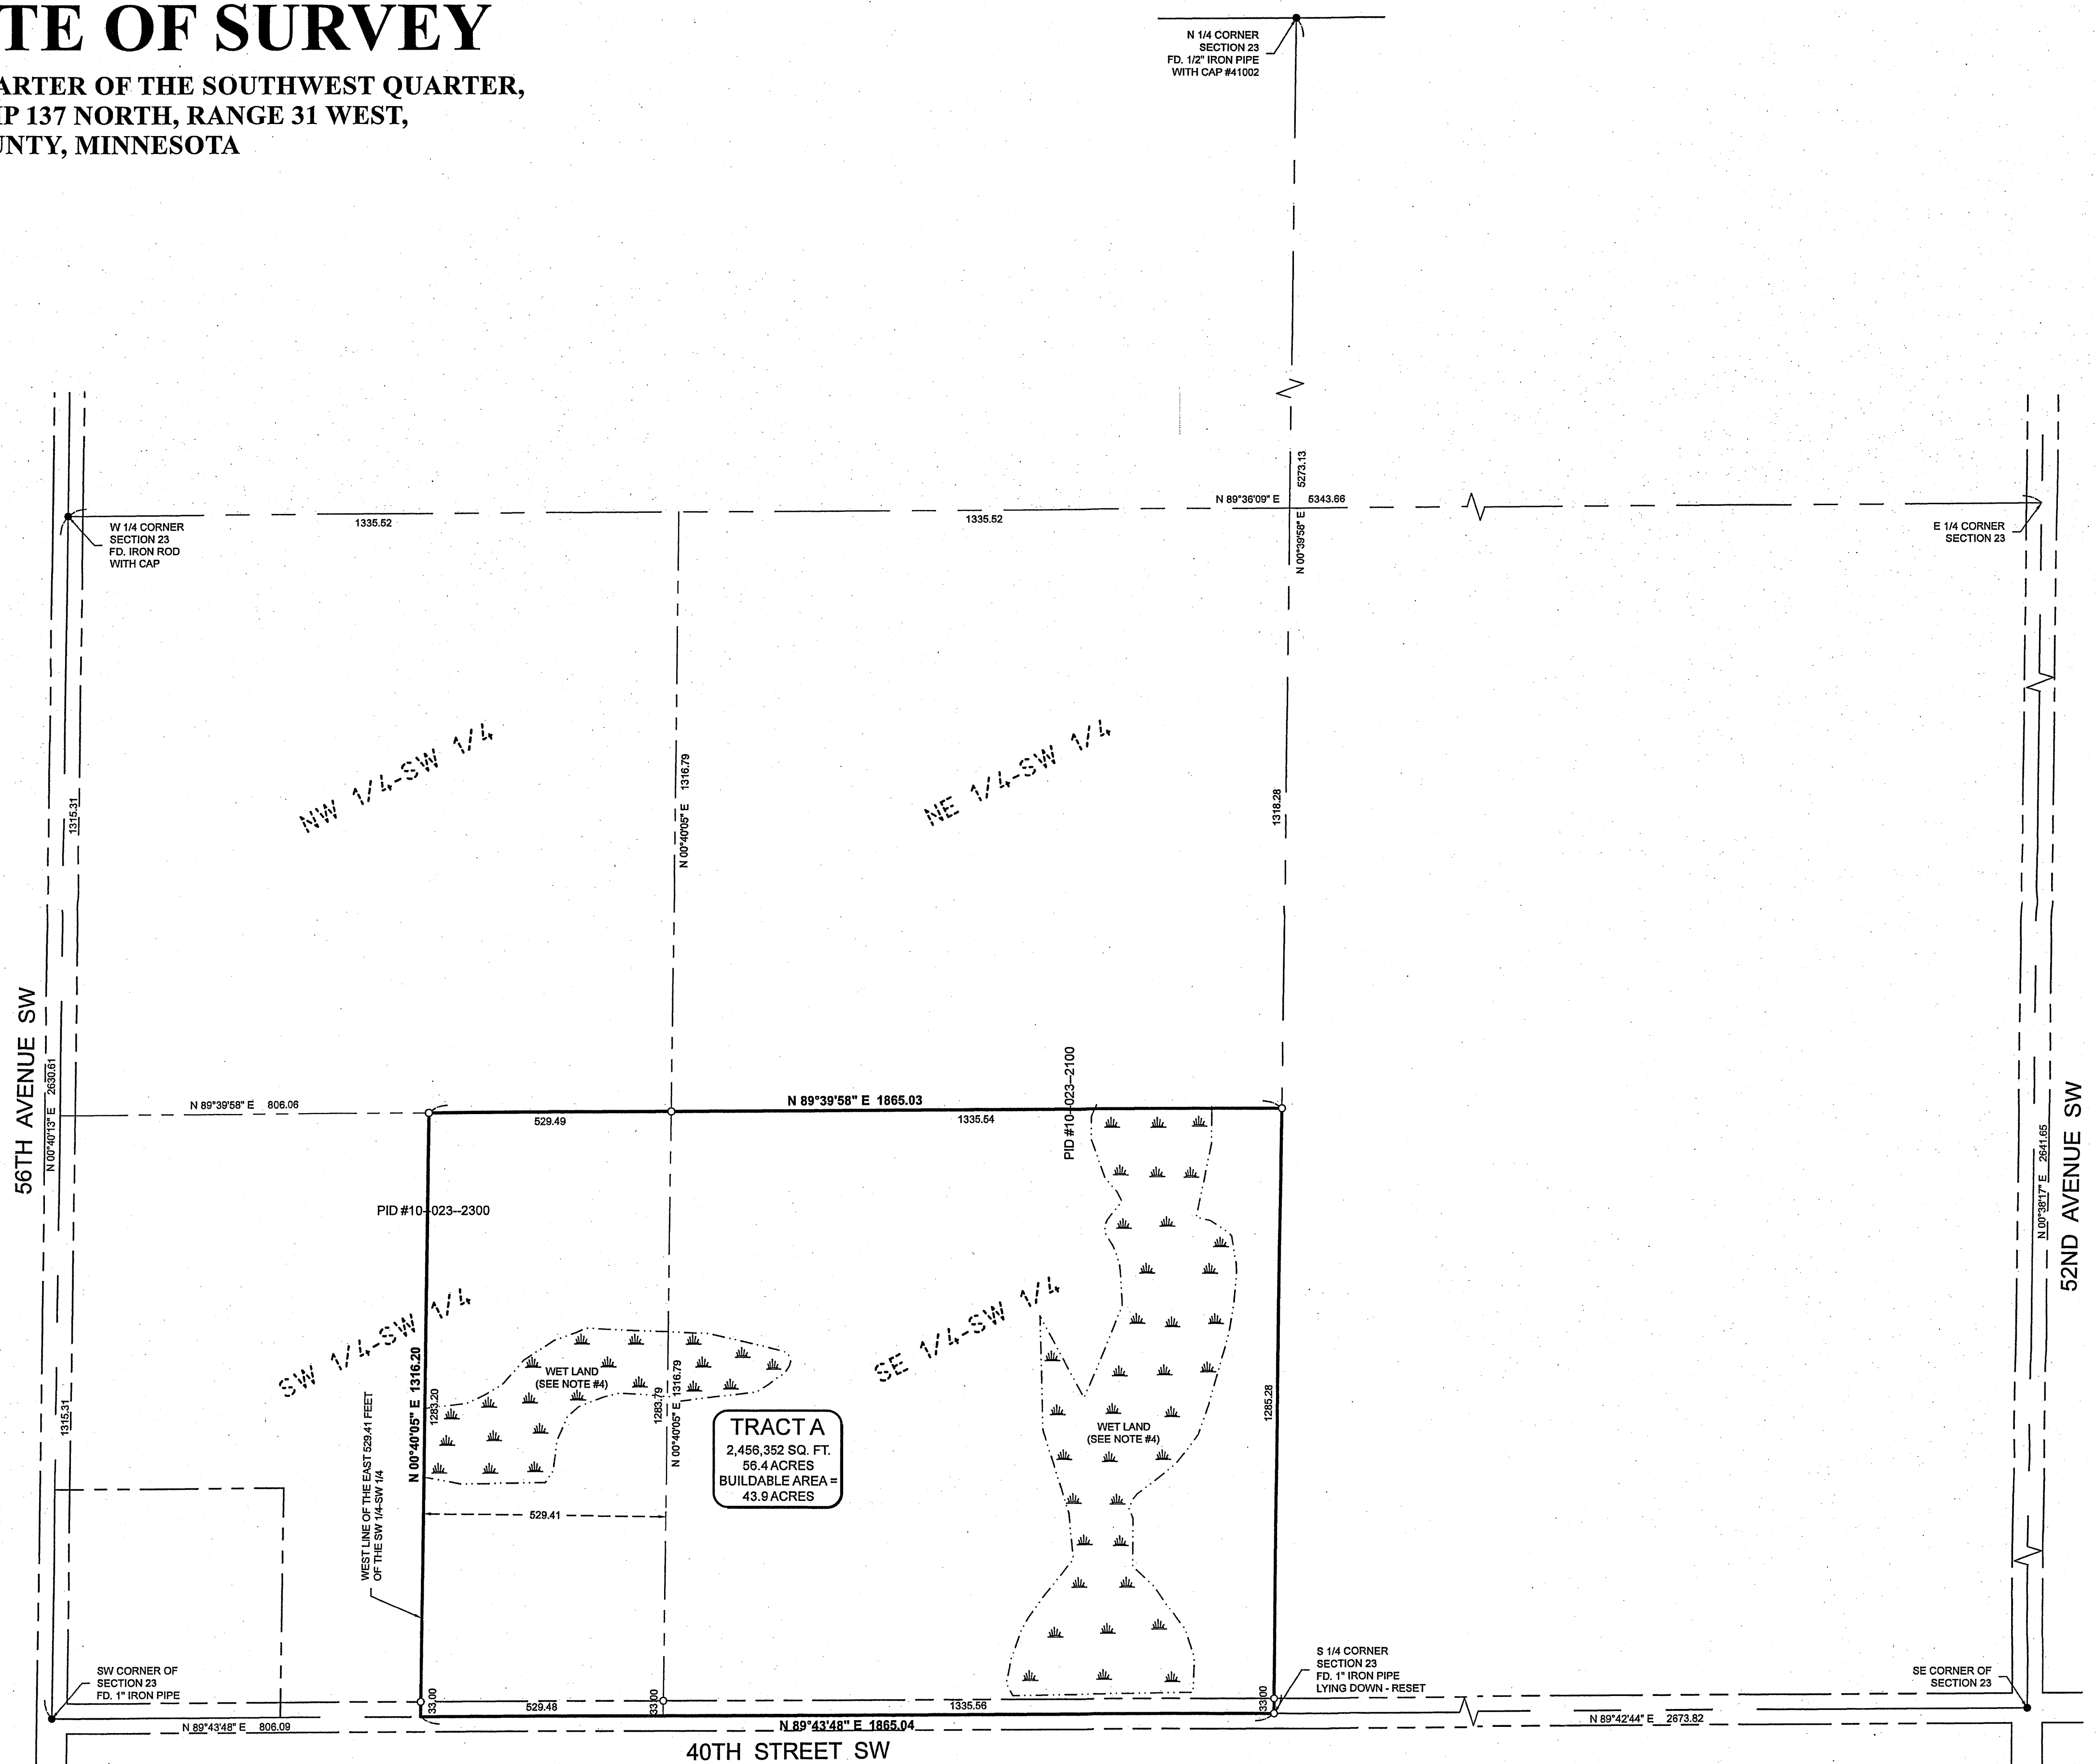 TE OF SURVEY
ARTER OF THE SOUTHWEST QUARTER,
IP 137 NORTH, RANGE 31 WEST,
UNTY, MINNESOTA
N 1/4 CORNER
SECTION 23
FD. 1/2" IRON PIPE
WITH CAP #41002
N 00°39'58" E 5273.13
N 89°36'09" E 5343.66
1335.52
1335.52
W 1/4 CORNER
SECTION 23
FD. IRON ROD
WITH CAP
E 1/4 CORNER
SECTION 23
NW 1/4-SW 1/4
NE 1/4-SW 1/4
1315.31
N 00°40'05" E 1316.79
1318.28
56TH AVENUE SW
N 00°40'13" E 2630.61
52ND AVENUE SW
N 00°38'17" E 2641.65
N 89°39'58" E 806.06
N 89°39'58" E 1865.03
529.49
1335.54
PID #10--023--2100
PID #10--023--2300
SW 1/4-SW 1/4
SE 1/4-SW 1/4
1315.31
WEST LINE OF THE EAST 529.41 FEET
OF THE SW 1/4-SW 1/4
N 00°40'05" E 1316.20
1283.20
WET LAND
(SEE NOTE #4)
1283.79
N 00°40'05" E 1316.79
TRACT A
2,456,352 SQ. FT.
56.4 ACRES
BUILDABLE AREA =
43.9 ACRES
WET LAND
(SEE NOTE #4)
1285.28
529.41
SW CORNER OF
SECTION 23
FD. 1" IRON PIPE
S 1/4 CORNER
SECTION 23
FD. 1" IRON PIPE
LYING DOWN - RESET
SE CORNER OF
SECTION 23
33.00
33.00
33.00
529.48
1335.56
N 89°43'48" E 806.09
N 89°43'48" E 1865.04
N 89°42'44" E 2673.82
40TH STREET SW